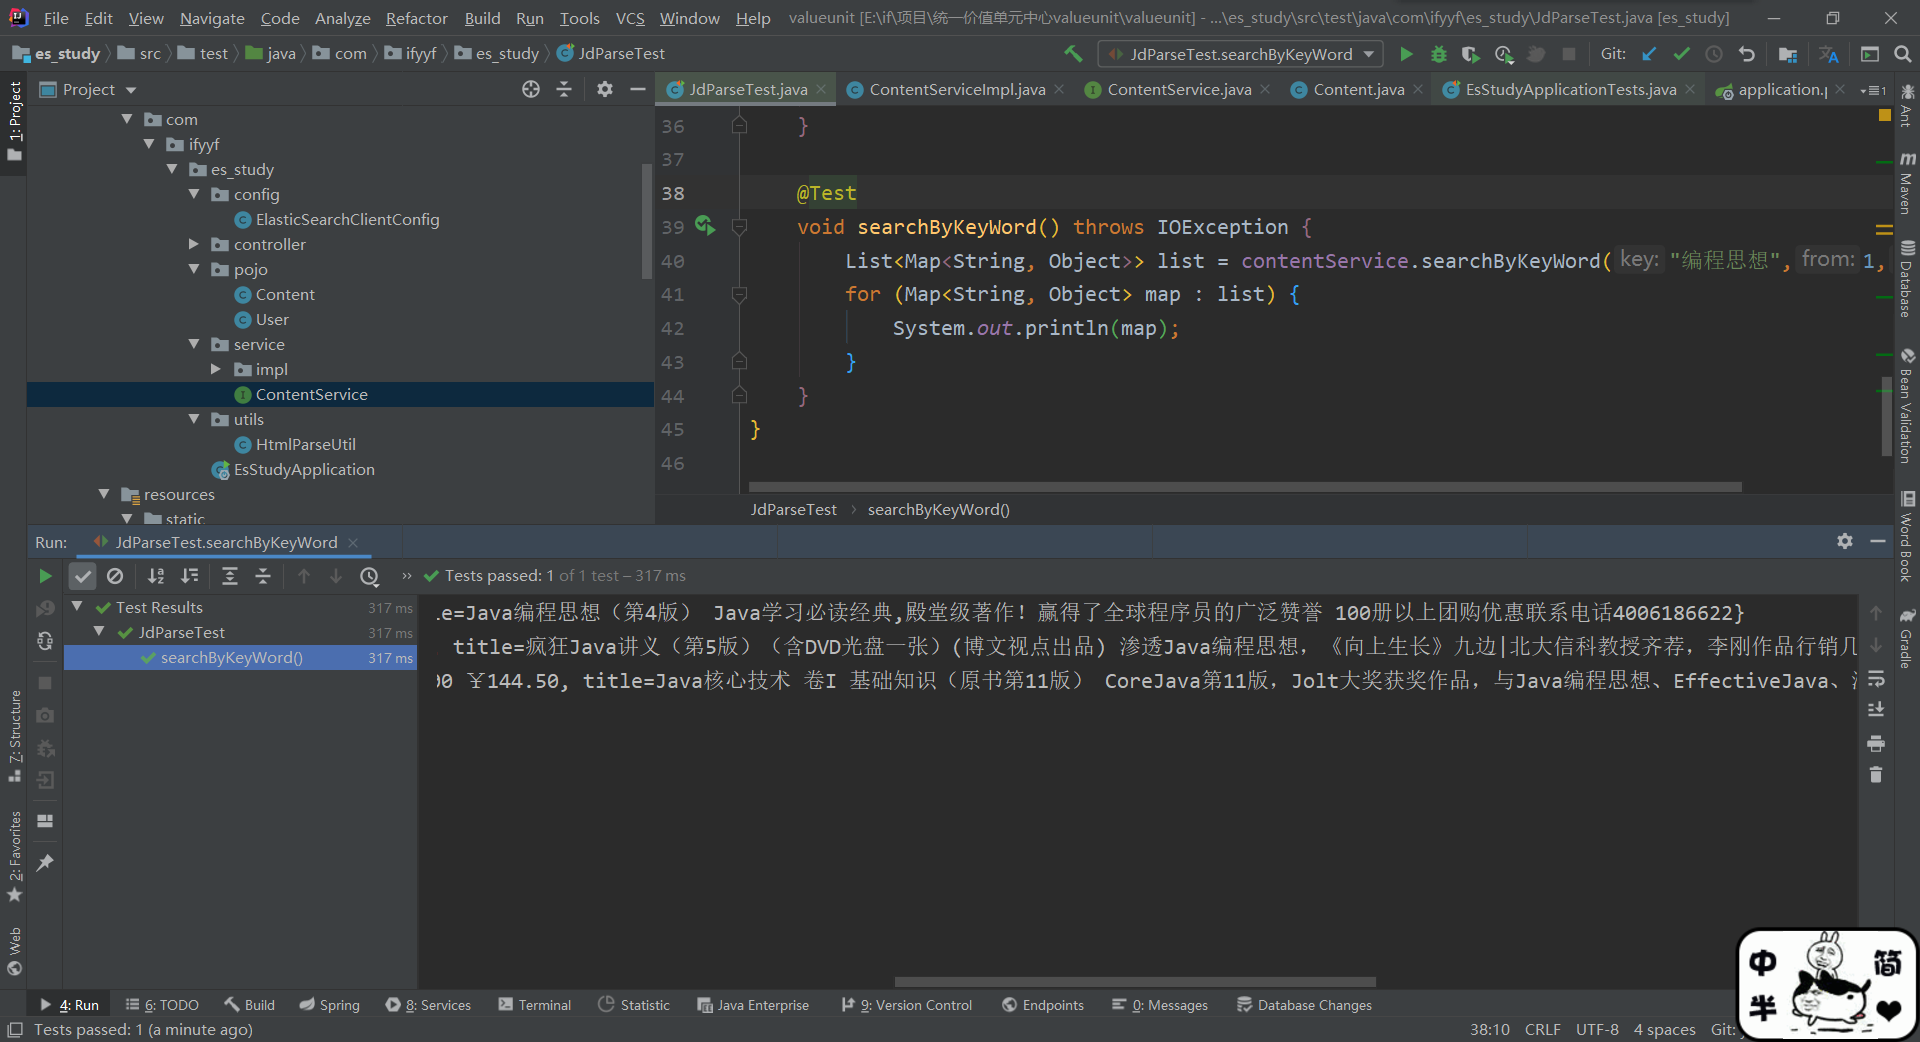 File Edit View Navigate Code Analyze Refactor Build Run Tools VCS Window Help valueunit [E:\if\项目\统一价值单元中心valueunit\valueunit] - ...\es_study\src\test\java\com\ifyyf\es_study\JdParseTest.java [es_study]
es_study src test java com ifyyf es_study JdParseTest JdParseTest.searchByKeyWord Git:
Project
JdParseTest.java ContentServiceImpl.java ContentService.java Content.java EsStudyApplicationTests.java application.p 1
1: Project
com
ifyyf
es_study
config
ElasticSearchClientConfig
controller
pojo
Content
User
service
impl
ContentService
utils
HtmlParseUtil
EsStudyApplication
resources
static
36 }
37
38 @Test
39 void searchByKeyWord() throws IOException {
40 List<Map<String, Object>> list = contentService.searchByKeyWord( key: "编程思想", from: 1,
41 for (Map<String, Object> map : list) {
42 System.out.println(map);
43 }
44 }
45 }
46
JdParseTest searchByKeyWord()
Ant
Maven
Database
Bean Validation
Word Book
Gradle
Run: JdParseTest.searchByKeyWord
Tests passed: 1 of 1 test – 317 ms
Test Results 317 ms
JdParseTest 317 ms
searchByKeyWord() 317 ms
le=Java编程思想（第4版） Java学习必读经典,殿堂级著作！赢得了全球程序员的广泛赞誉 100册以上团购优惠联系电话4006186622}
title=疯狂Java讲义（第5版）（含DVD光盘一张）(博文视点出品) 渗透Java编程思想，《向上生长》九边|北大信科教授齐荐，李刚作品行销几
00 ￥144.50, title=Java核心技术 卷I 基础知识（原书第11版） CoreJava第11版，Jolt大奖获奖作品，与Java编程思想、EffectiveJava、
7: Structure
2: Favorites
Web
4: Run 6: TODO Build Spring 8: Services Terminal Statistic Java Enterprise 9: Version Control Endpoints 0: Messages Database Changes
Tests passed: 1 (a minute ago) 38:10 CRLF UTF-8 4 spaces Git:
中 简
半